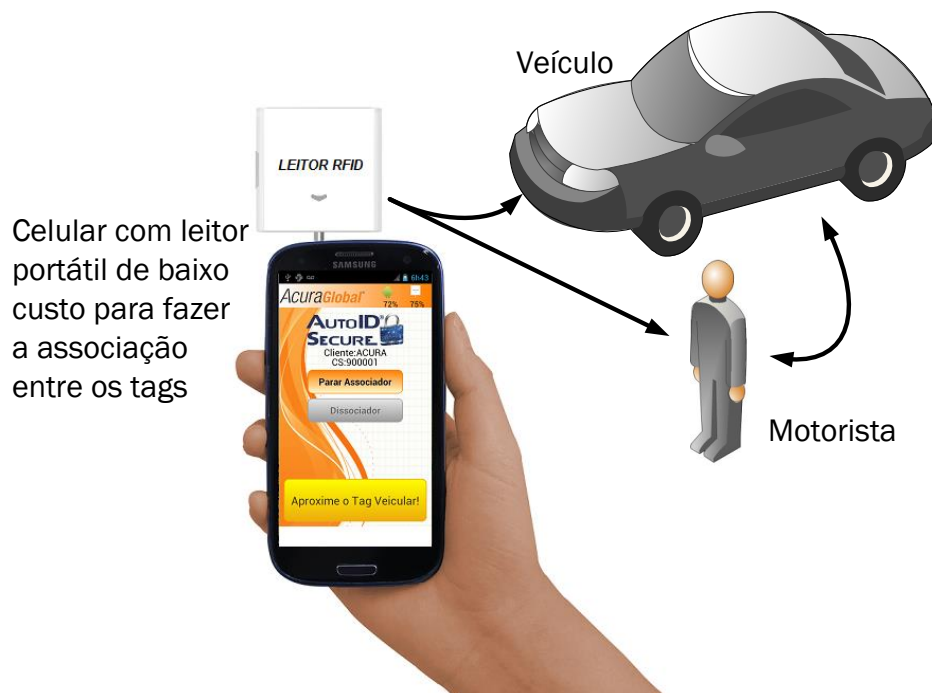 Veículo
LEITOR RFID
Celular com leitor
portátil de baixo
custo para fazer
a associação
entre os tags
SAMSUNG
6h43
AcuraGlobal
72% 75%
AUTOID
SECURE
Cliente:ACURA
CS:900001
Parar Associador
Dissociador
Aproxime o Tag Veicular!
Motorista